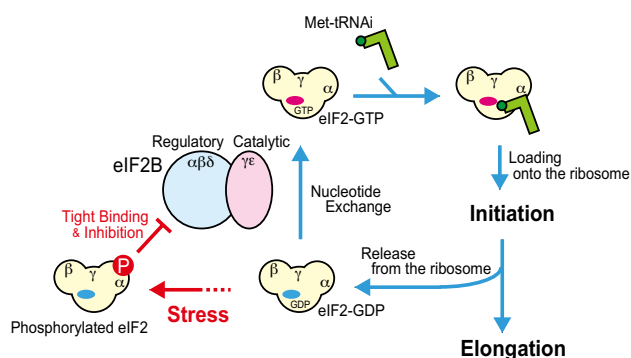 Met-tRNAi
β γ α
GTP
eIF2-GTP
β γ α
Regulatory Catalytic
eIF2B αβδ γε
Loading
onto the ribosome
Nucleotide
Exchange
Initiation
Tight Binding
& Inhibition
P
β γ α
Phosphorylated eIF2
Stress
β γ α
GDP
eIF2-GDP
Release
from the ribosome
Elongation